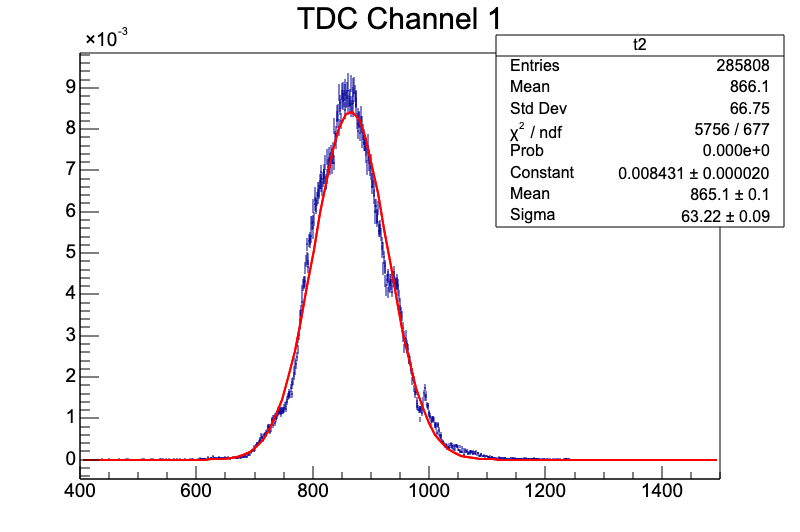 TDC Channel 1
×10⁻³
t2
Entries 285808
Mean 866.1
Std Dev 66.75
χ² / ndf 5756 / 677
Prob 0.000e+0
Constant 0.008431 ± 0.000020
Mean 865.1 ± 0.1
Sigma 63.22 ± 0.09
9
8
7
6
5
4
3
2
1
0
400 600 800 1000 1200 1400